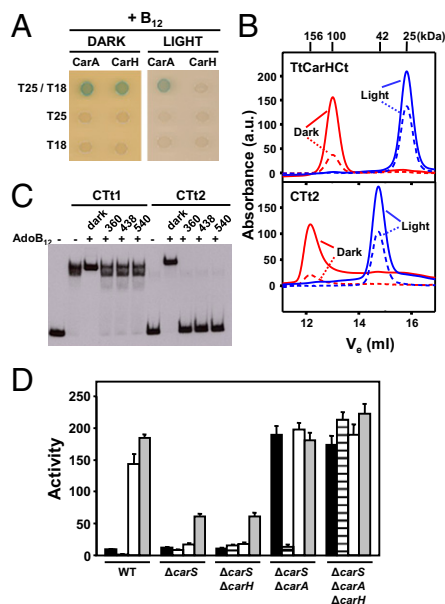 A
+ B12
DARK LIGHT
CarA CarH CarA CarH
T25 / T18
T25
T18
B
156 100 42 25(kDa)
TtCarHCt
Light
Dark
200
150
100
50
0
CTt2
Light
Dark
150
100
50
0
Absorbance (a.u.)
12 14 16
Ve (ml)
C
CTt1 CTt2
dark 360 438 540 dark 360 438 540
AdoB12 - - + + + + - - + + + +
D
Activity
250
200
150
100
50
0
WT ΔcarS ΔcarS ΔcarH ΔcarS ΔcarA ΔcarS ΔcarA ΔcarH